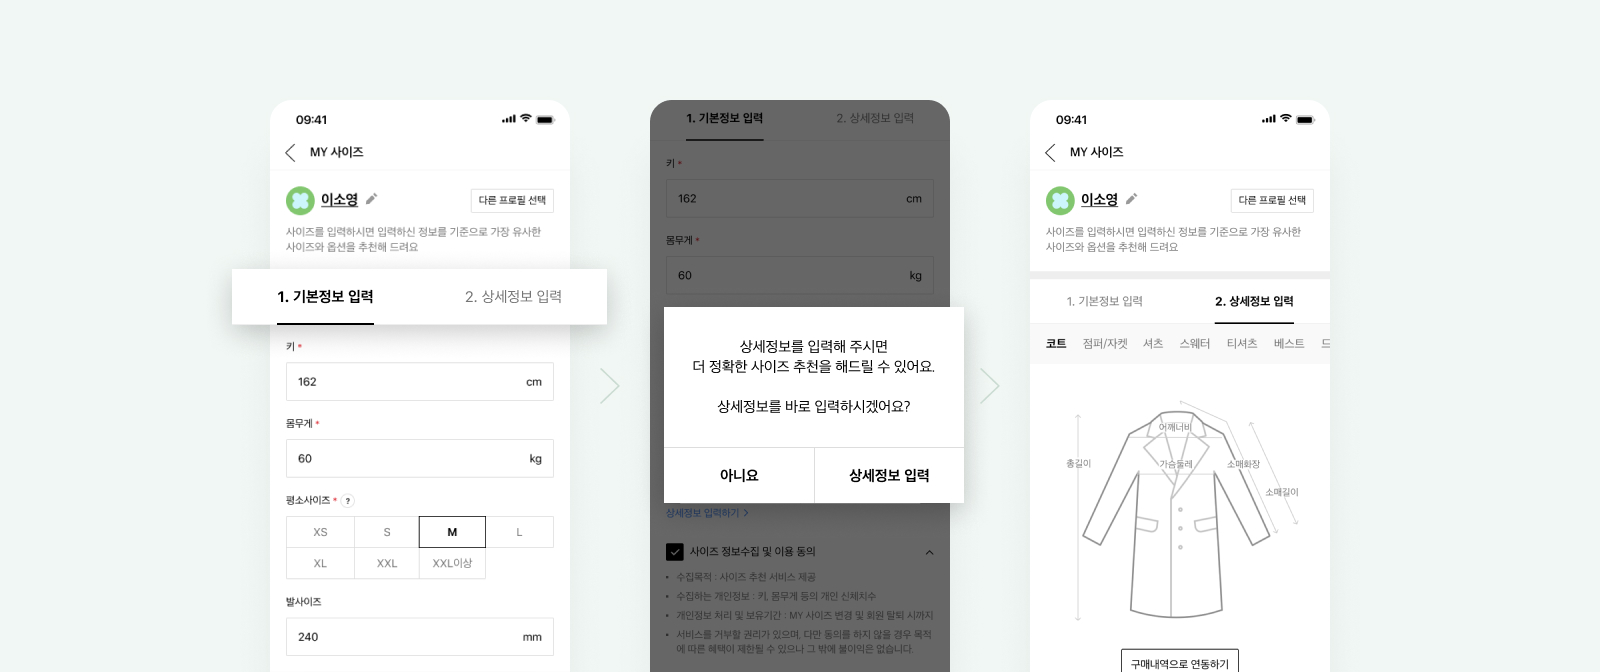 09:41
MY 사이즈
이소영
다른 프로필 선택
사이즈를 입력하시면 입력하신 정보를 기준으로 가장 유사한
사이즈와 옵션을 추천해 드려요
1. 기본정보 입력
2. 상세정보 입력
키 *
162
cm
몸무게 *
60
kg
평소사이즈 * ?
XS
S
M
L
XL
XXL
XXL이상
발사이즈
240
mm
1. 기본정보 입력
2. 상세정보 입력
키 *
162
cm
몸무게 *
60
kg
상세정보를 입력해 주시면
더 정확한 사이즈 추천을 해드릴 수 있어요.
상세정보를 바로 입력하시겠어요?
아니요
상세정보 입력
상세정보 입력하기 >
사이즈 정보수집 및 이용 동의
• 수집목적 : 사이즈 추천 서비스 제공
• 수집하는 개인정보 : 키, 몸무게 등의 개인 신체치수
• 개인정보 처리 및 보유기간 : MY 사이즈 변경 및 회원 탈퇴 시까지
• 서비스를 거부할 권리가 있으며, 다만 동의를 하지 않을 경우 목적
에 따른 혜택이 제한될 수 있으나 그 밖에 불이익은 없습니다.
09:41
MY 사이즈
이소영
다른 프로필 선택
사이즈를 입력하시면 입력하신 정보를 기준으로 가장 유사한
사이즈와 옵션을 추천해 드려요
1. 기본정보 입력
2. 상세정보 입력
코트
점퍼/자켓
셔츠
스웨터
티셔츠
베스트
드
어깨너비
총길이
가슴둘레
소매화장
소매길이
구매내역으로 연동하기